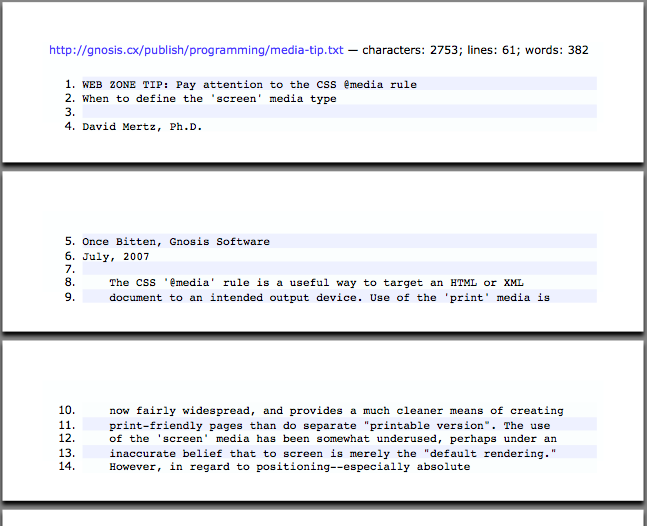 http://gnosis.cx/publish/programming/media-tip.txt — characters: 2753; lines: 61; words: 382
1. WEB ZONE TIP: Pay attention to the CSS @media rule
2. When to define the 'screen' media type
3.
4. David Mertz, Ph.D.
5. Once Bitten, Gnosis Software
6. July, 2007
7.
8. The CSS '@media' rule is a useful way to target an HTML or XML
9. document to an intended output device. Use of the 'print' media is
10. now fairly widespread, and provides a much cleaner means of creating
11. print-friendly pages than do separate "printable version". The use
12. of the 'screen' media has been somewhat underused, perhaps under an
13. inaccurate belief that to screen is merely the "default rendering."
14. However, in regard to positioning--especially absolute